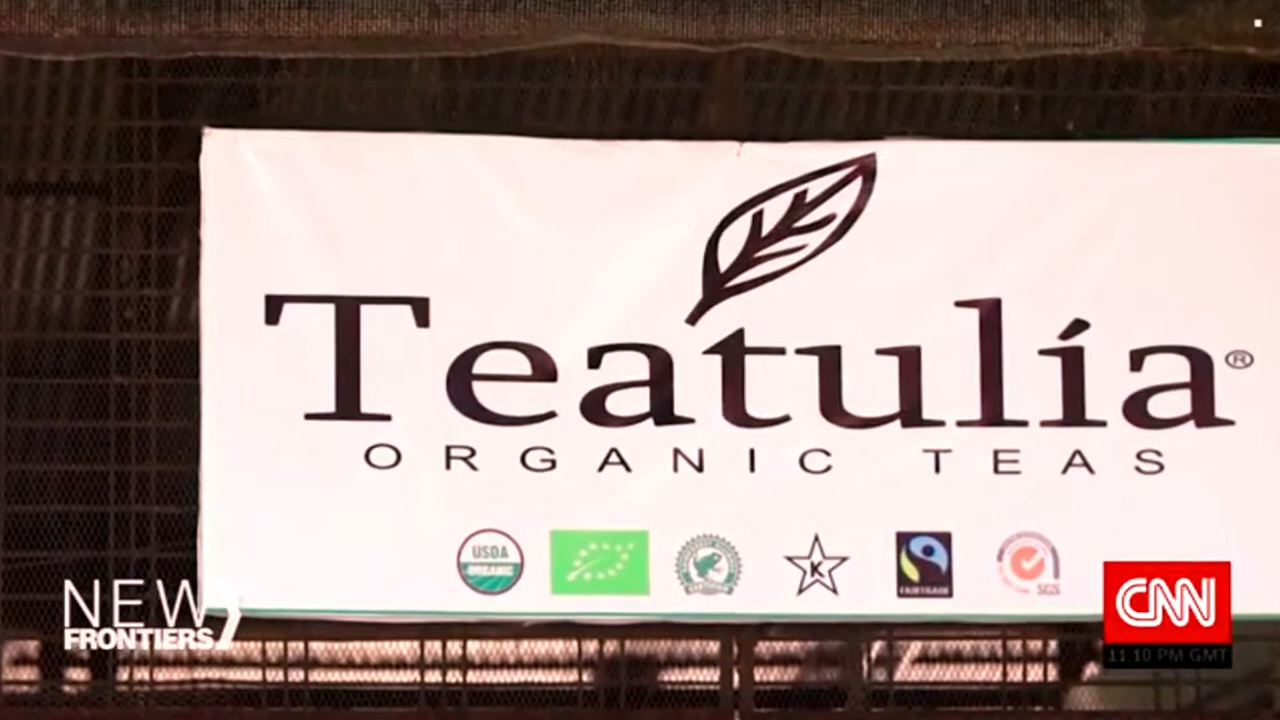 Teatulía®
ORGANIC TEAS
USDA
ORGANIC
K
FAIRTRADE
SGS
NEW
FRONTIERS
CNN
11:10 PM GMT